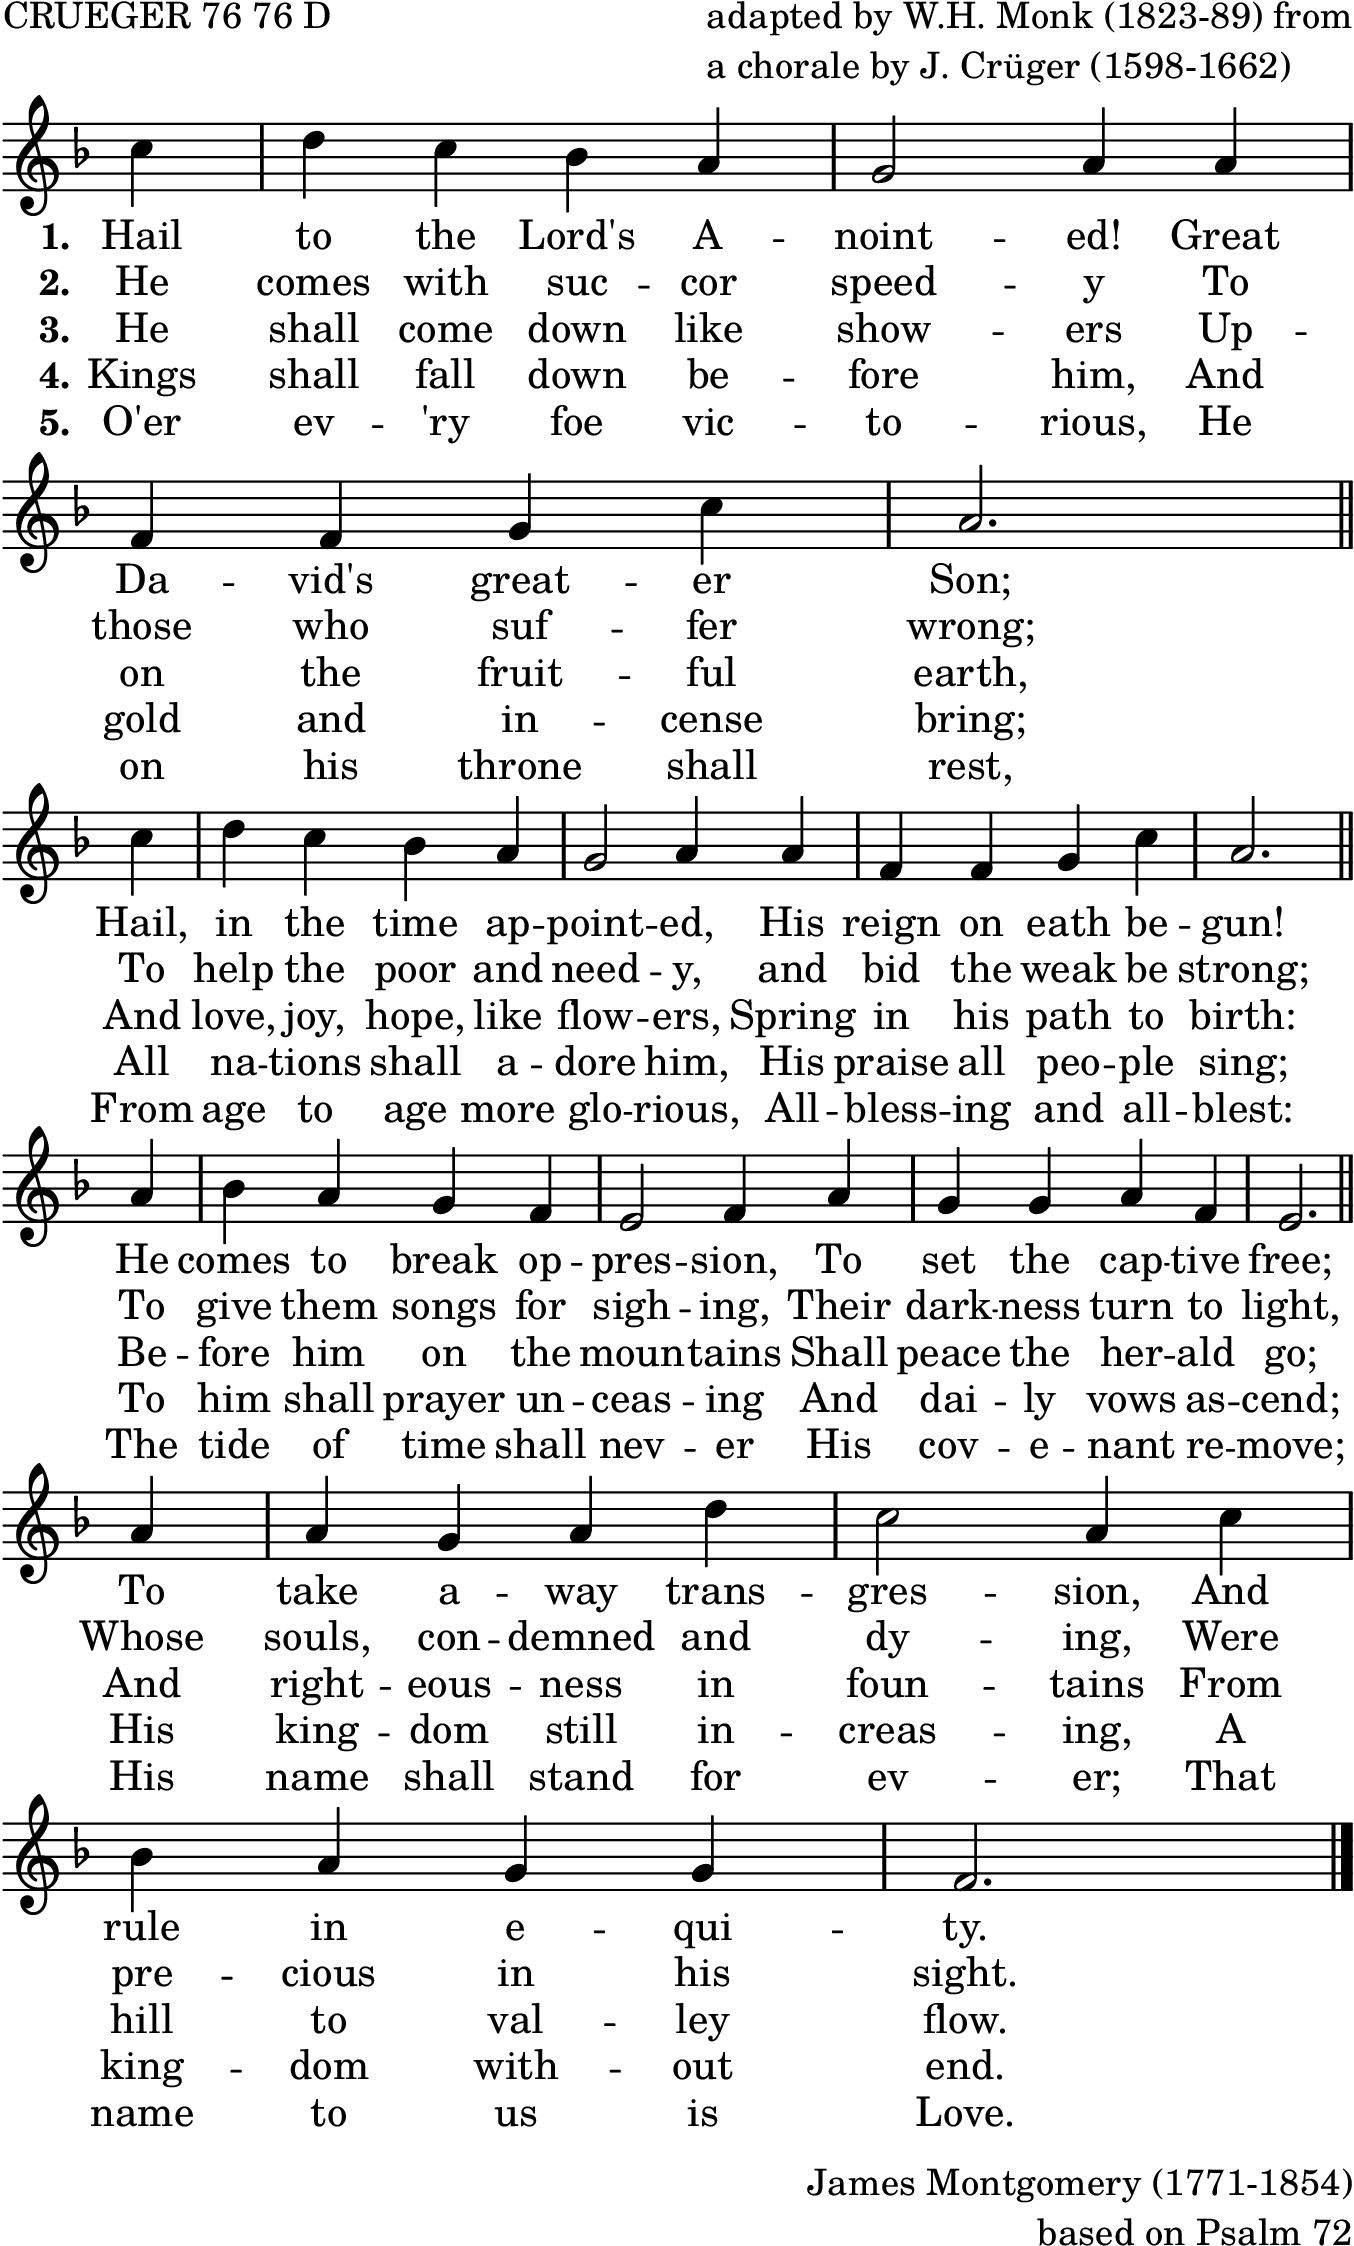 CRUEGER 76 76 D
adapted by W.H. Monk (1823-89) from
a chorale by J. Crüger (1598-1662)
1. Hail to the Lord's A - noint - ed! Great
2. He comes with suc - cor speed - y To
3. He shall come down like show - ers Up -
4. Kings shall fall down be - fore him, And
5. O'er ev - 'ry foe vic - to - rious, He
Da - vid's great - er Son;
those who suf - fer wrong;
on the fruit - ful earth,
gold and in - cense bring;
on his throne shall rest,
Hail, in the time ap - point - ed, His reign on eath be - gun!
To help the poor and need - y, and bid the weak be strong;
And love, joy, hope, like flow - ers, Spring in his path to birth:
All na - tions shall a - dore him, His praise all peo - ple sing;
From age to age more glo - rious, All - bless - ing and all - blest:
He comes to break op - pres - sion, To set the cap - tive free;
To give them songs for sigh - ing, Their dark - ness turn to light,
Be - fore him on the moun - tains Shall peace the her - ald go;
To him shall prayer un - ceas - ing And dai - ly vows as - cend;
The tide of time shall nev - er His cov - e - nant re - move;
To take a - way trans - gres - sion, And
Whose souls, con - demned and dy - ing, Were
And right - eous - ness in foun - tains From
His king - dom still in - creas - ing, A
His name shall stand for ev - er; That
rule in e - qui - ty.
pre - cious in his sight.
hill to val - ley flow.
king - dom with - out end.
name to us is Love.
James Montgomery (1771-1854)
based on Psalm 72